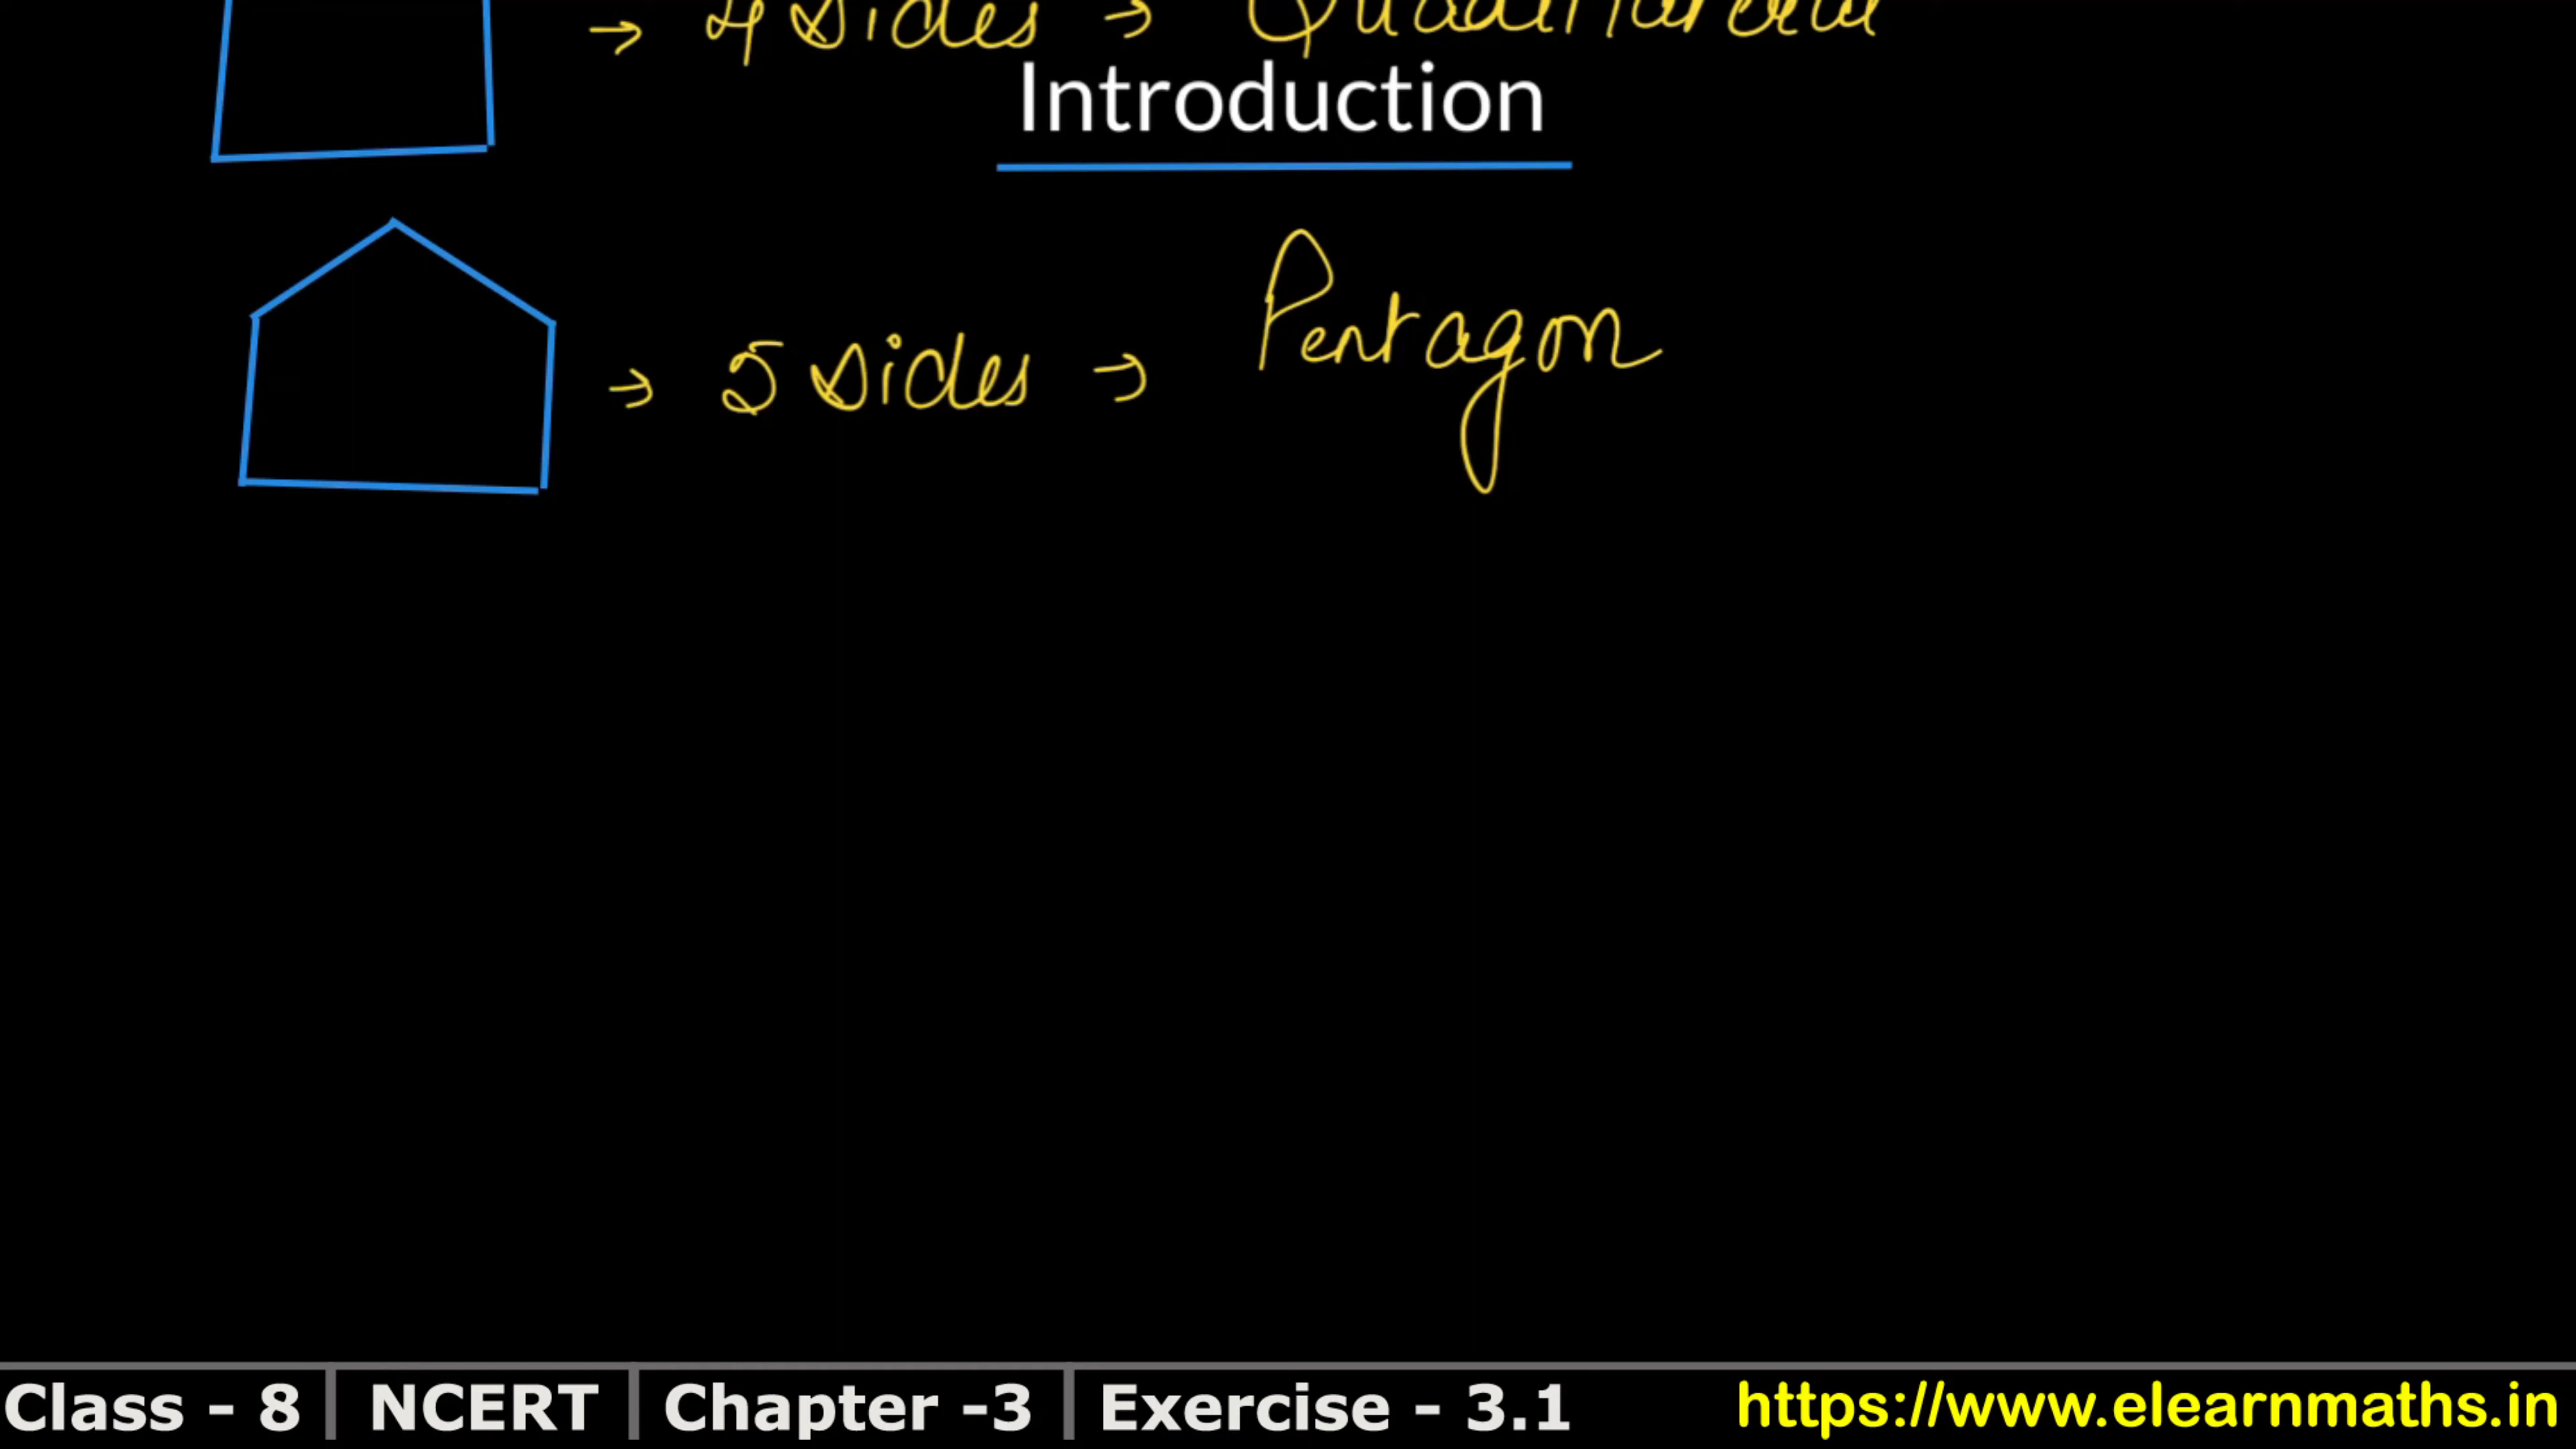 → 4 Sides → Quadrilateral
Introduction
→ 5 Sides → Pentagon
Class - 8 | NCERT | Chapter -3 | Exercise - 3.1 https://www.elearnmaths.in